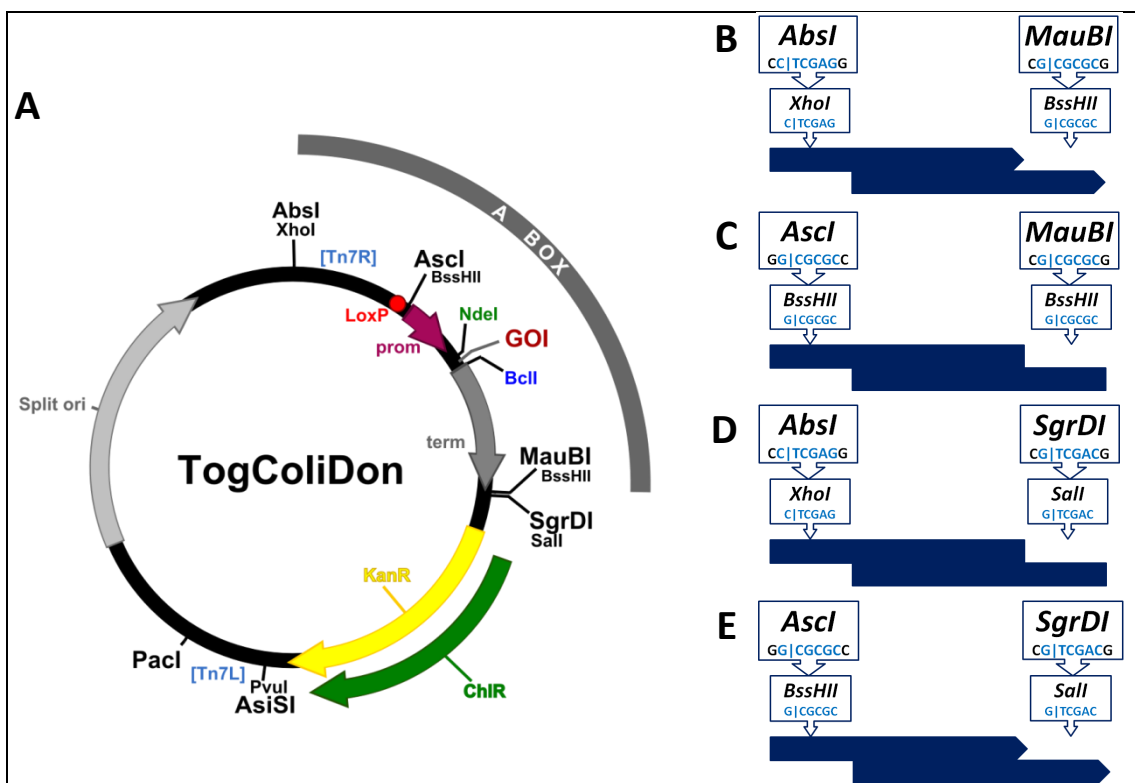 A
A BOX
AbsI
XhoI
[Tn7R]
AscI
BssHII
LoxP
NdeI
prom
GOI
BclI
Split ori
term
TogColiDon
MauBI
BssHII
SgrDI
SalI
KanR
PacI
[Tn7L]
PvuI
AsiSI
ChlR
B
AbsI
CC|TCGAGG
XhoI
C|TCGAG
MauBI
CG|CGCGCG
BssHII
G|CGCGC
C
AscI
GG|CGCGCC
BssHII
G|CGCGC
MauBI
CG|CGCGCG
BssHII
G|CGCGC
D
AbsI
CC|TCGAGG
XhoI
C|TCGAG
SgrDI
CG|TCGACG
SalI
G|TCGAC
E
AscI
GG|CGCGCC
BssHII
G|CGCGC
SgrDI
CG|TCGACG
SalI
G|TCGAC